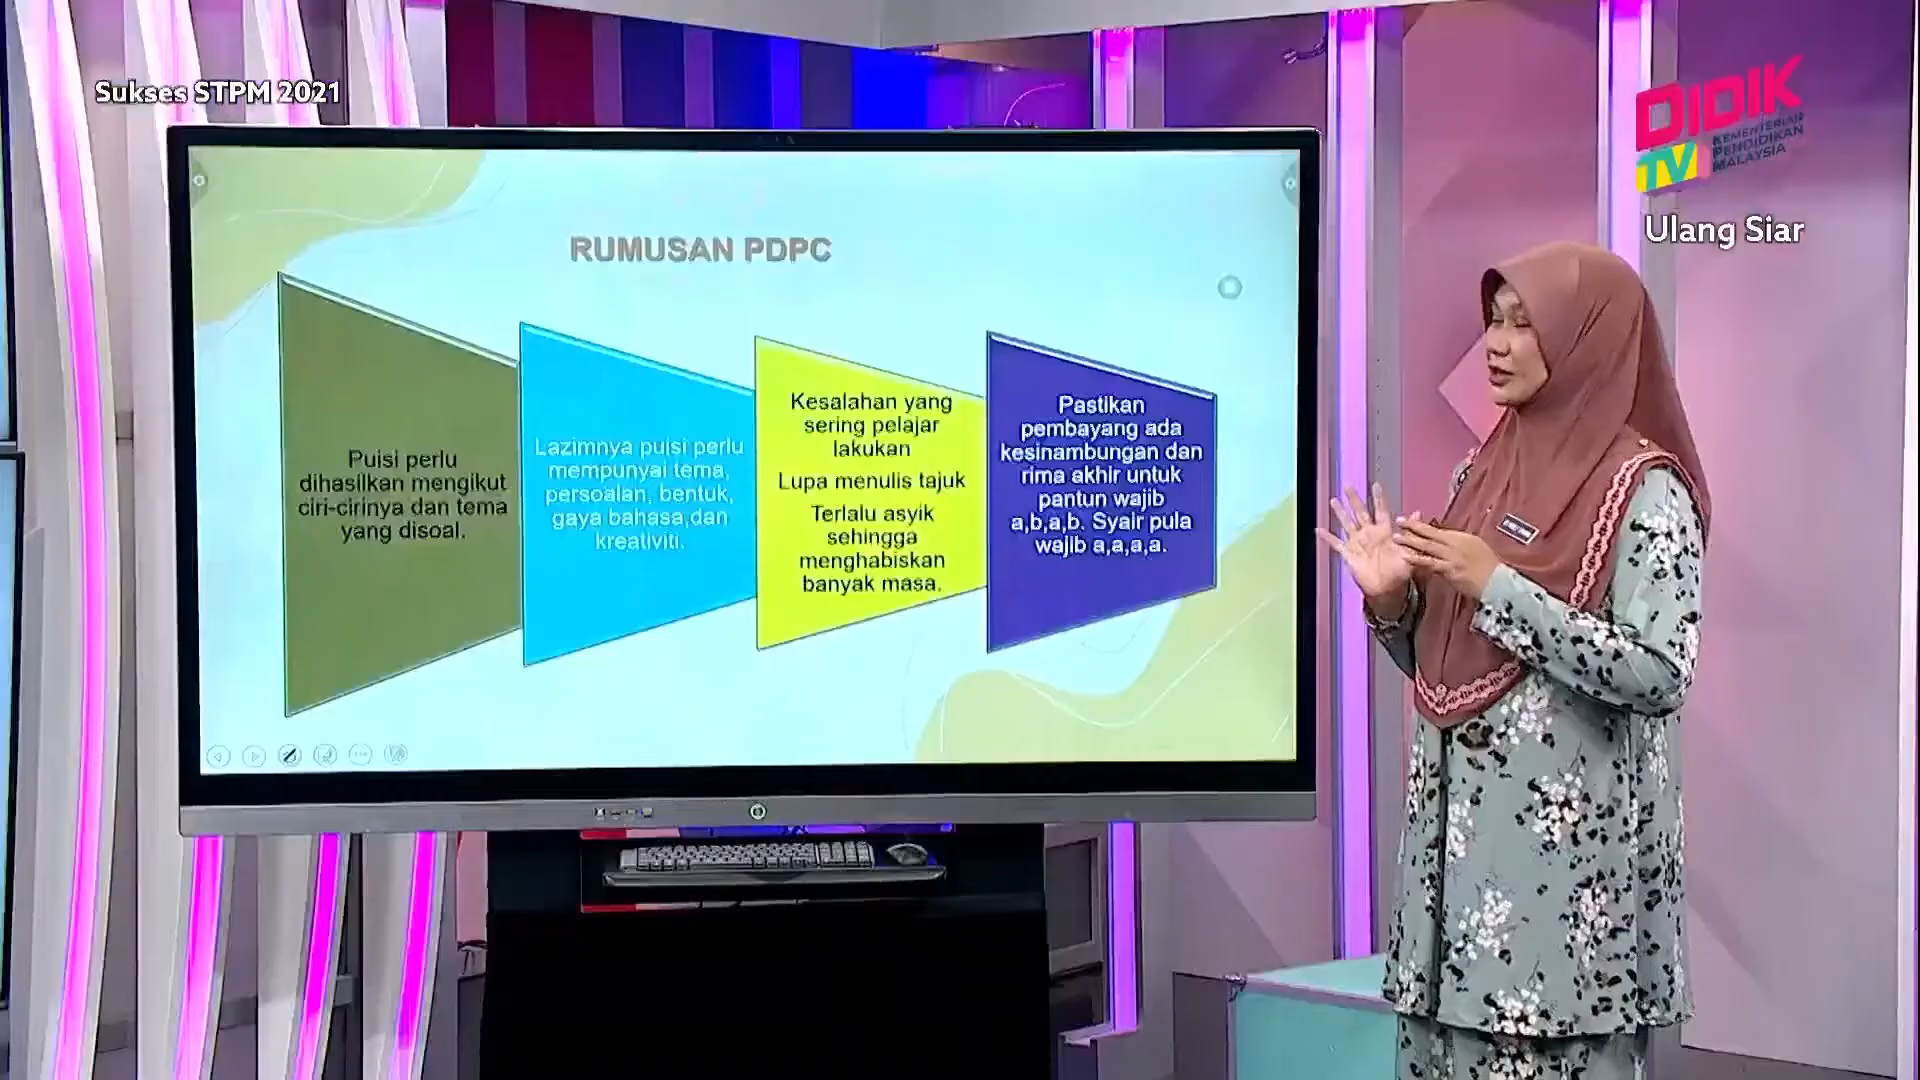 Sukses STPM 2021
DIDIK
TV
KEMENTERIAN
PENDIDIKAN
MALAYSIA
Ulang Siar
RUMUSAN PDPC
Puisi perlu
dihasilkan mengikut
ciri-cirinya dan tema
yang disoal.
Lazimnya puisi perlu
mempunyai tema,
persoalan, bentuk,
gaya bahasa,dan
kreativiti.
Kesalahan yang
sering pelajar
lakukan
Lupa menulis tajuk
Terlalu asyik
sehingga
menghabiskan
banyak masa.
Pastikan
pembayang ada
kesinambungan dan
rima akhir untuk
pantun wajib
a,b,a,b. Syair pula
wajib a,a,a,a.